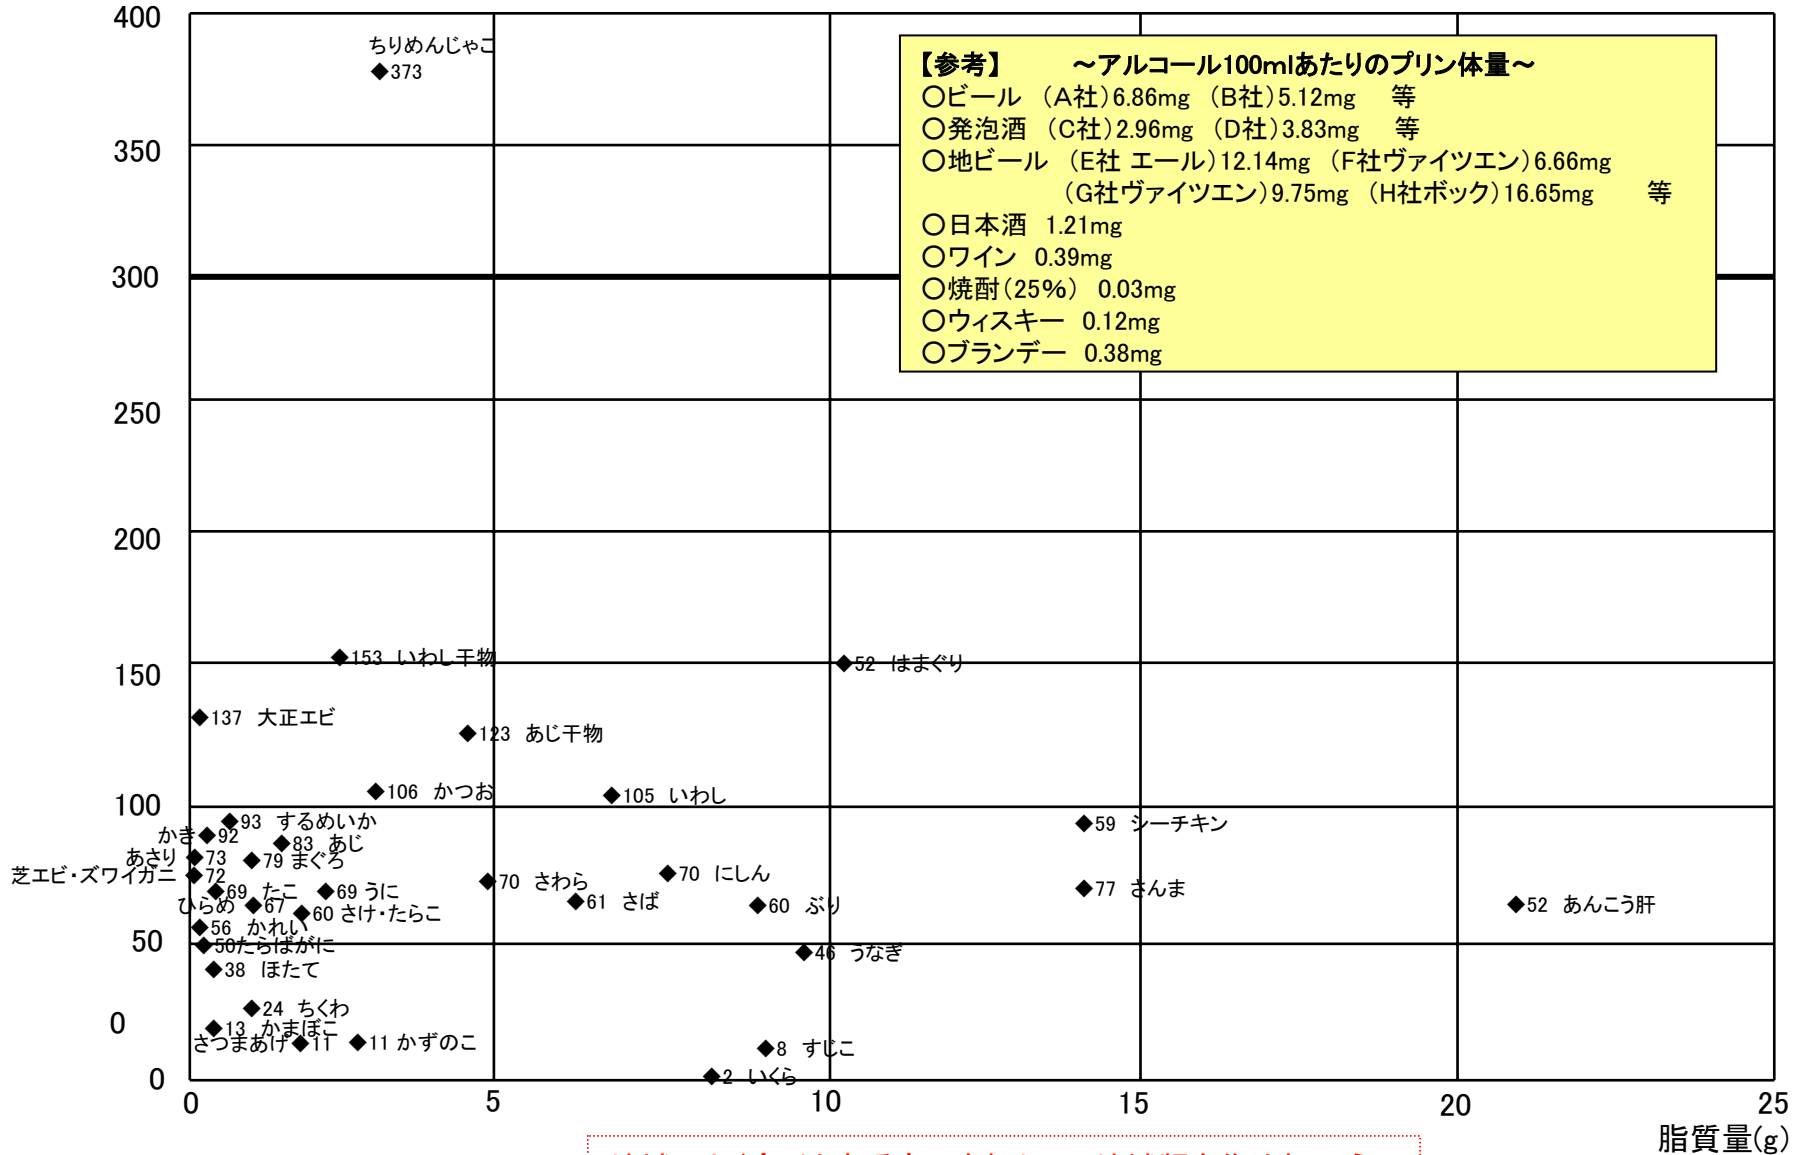 400
ちりめんじゃこ
373
【参考】　　～アルコール100mlあたりのプリン体量～
○ビール　（A社）6.86mg　（B社）5.12mg　等
○発泡酒　（C社）2.96mg　（D社）3.83mg　等
○地ビール　（E社 エール）12.14mg　（F社ヴァイツエン）6.66mg
（G社ヴァイツエン）9.75mg　（H社ボック）16.65mg　等
○日本酒　1.21mg
○ワイン　0.39mg
○焼酎（25%）　0.03mg
○ウィスキー　0.12mg
○ブランデー　0.38mg
350
300
250
200
150
153　いわし干物
52　はまぐり
137　大正エビ
123　あじ干物
106　かつお
105　いわし
100
93　するめいか
59　シーチキン
かき 92
83　あじ
あさり 73
79 まぐろ
芝エビ・ズワイガニ 72
70　さわら
70　にしん
77　さんま
69　たこ
69 うに
61　さば
ひらめ 67
60 さけ・たらこ
60　ぶり
52　あんこう肝
56　かれい
50たらばがに
50
46　うなぎ
38　ほたて
24　ちくわ
0
13　かまぼこ
さつまあげ 11
11 かずのこ
8　すじこ
2　いくら
0
0
5
10
15
20
25
脂質量(g)